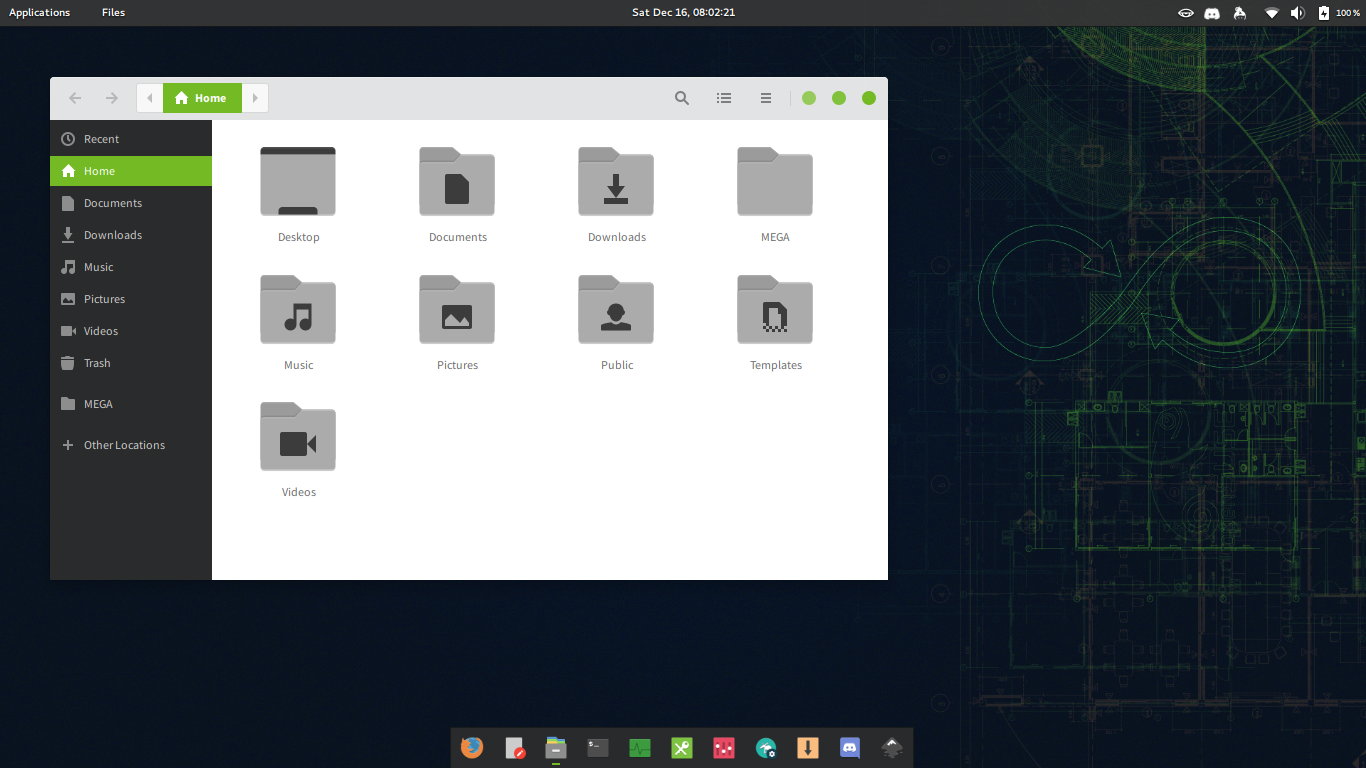 Applications Files Sat Dec 16, 08:02:21 100 %
Home
Recent
Home
Documents
Downloads
Music
Pictures
Videos
Trash
MEGA
Other Locations
Desktop Documents Downloads MEGA
Music Pictures Public Templates
Videos
$-